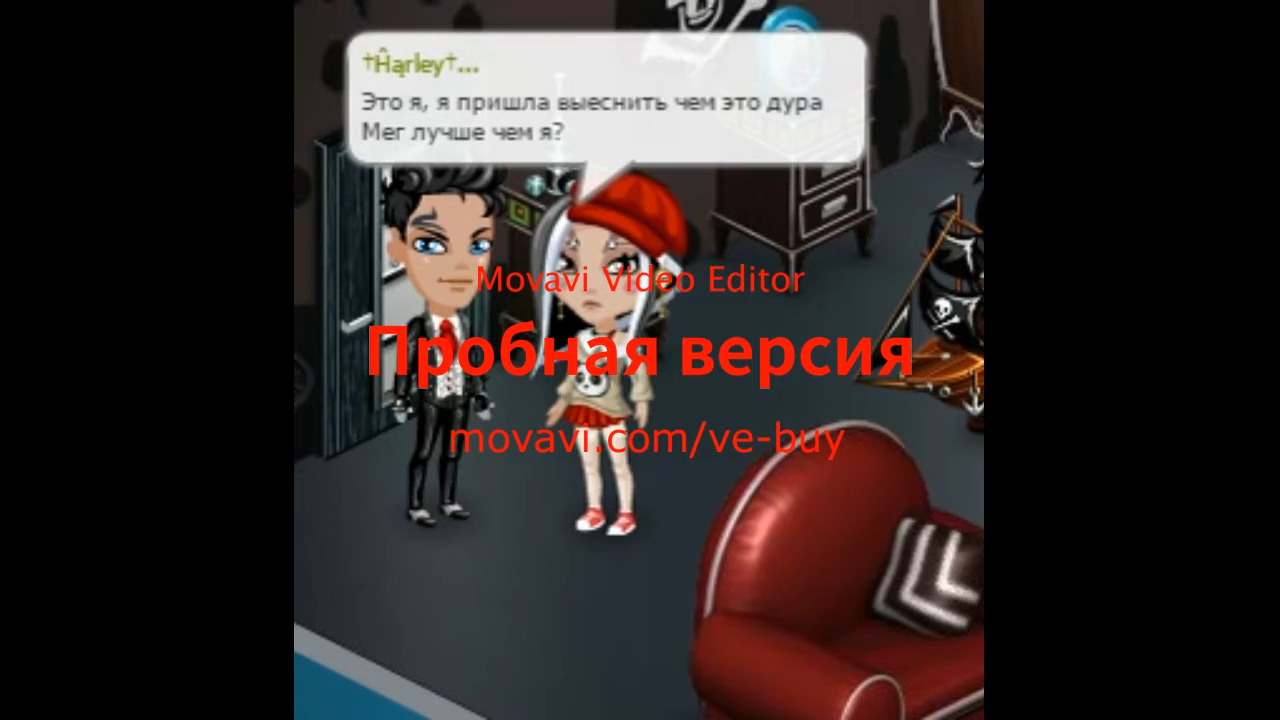 †Ĥąrley†...
Это я, я пришла выеснить чем это дура
Мег лучше чем я?
Movavi Video Editor
Пробная версия
movavi.com/ve-buy